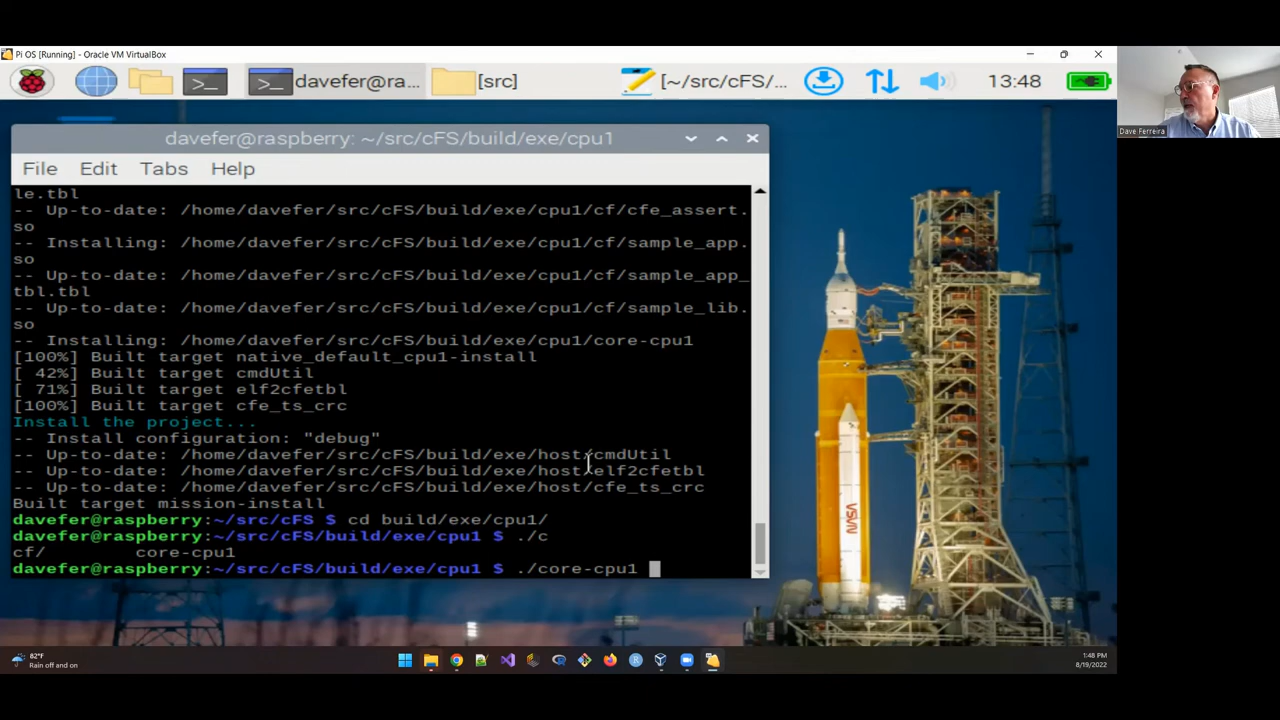 Pi OS [Running] - Oracle VM VirtualBox
davefer@ra... [src] [~/src/cFS/... 13:48
Dave Ferreira
davefer@raspberry: ~/src/cFS/build/exe/cpu1
File Edit Tabs Help
le.tbl
-- Up-to-date: /home/davefer/src/cFS/build/exe/cpu1/cf/cfe_assert.
so
-- Installing: /home/davefer/src/cFS/build/exe/cpu1/cf/sample_app.
so
-- Up-to-date: /home/davefer/src/cFS/build/exe/cpu1/cf/sample_app_
tbl.tbl
-- Up-to-date: /home/davefer/src/cFS/build/exe/cpu1/cf/sample_lib.
so
-- Installing: /home/davefer/src/cFS/build/exe/cpu1/core-cpu1
[100%] Built target native_default_cpu1-install
[ 42%] Built target cmdUtil
[ 71%] Built target elf2cfetbl
[100%] Built target cfe_ts_crc
Install the project...
-- Install configuration: "debug"
-- Up-to-date: /home/davefer/src/cFS/build/exe/host/cmdUtil
-- Up-to-date: /home/davefer/src/cFS/build/exe/host/elf2cfetbl
-- Up-to-date: /home/davefer/src/cFS/build/exe/host/cfe_ts_crc
Built target mission-install
davefer@raspberry:~/src/cFS $ cd build/exe/cpu1/
davefer@raspberry:~/src/cFS/build/exe/cpu1 $ ./c
cf/ core-cpu1
davefer@raspberry:~/src/cFS/build/exe/cpu1 $ ./core-cpu1
NASA
82°F
Rain off and on
1:48 PM
8/19/2022